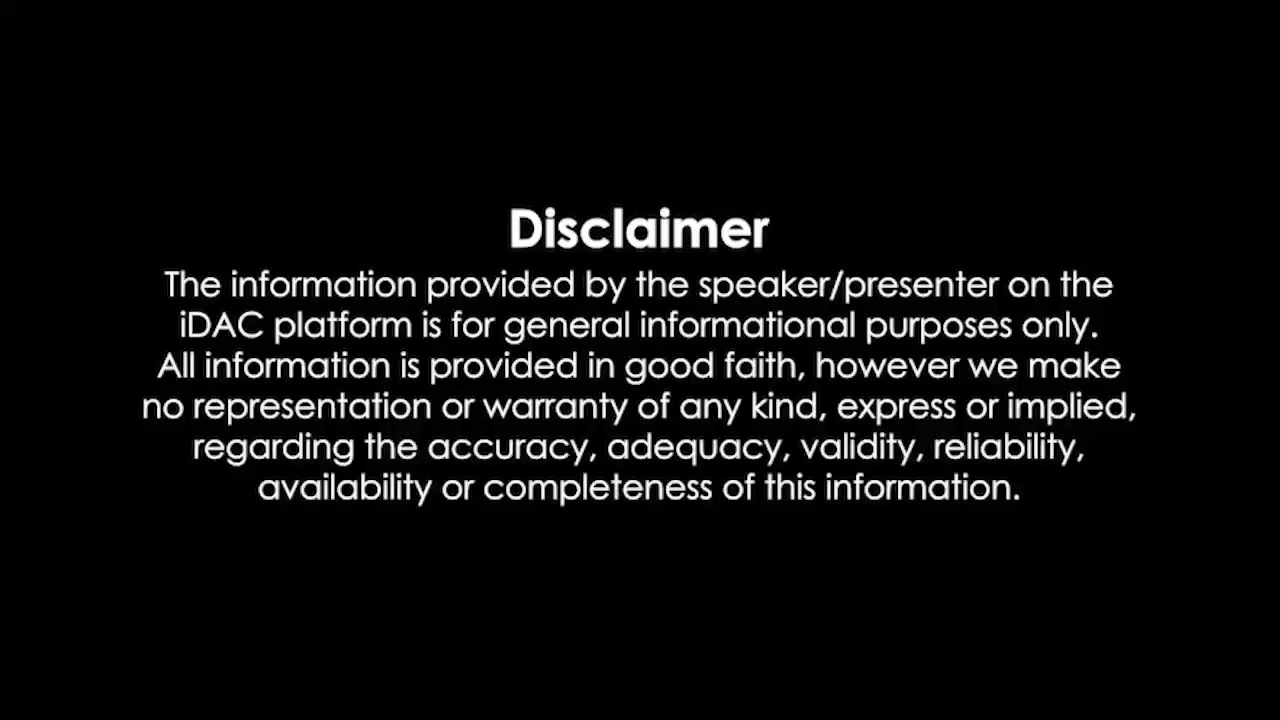 Disclaimer
The information provided by the speaker/presenter on the
iDAC platform is for general informational purposes only.
All information is provided in good faith, however we make
no representation or warranty of any kind, express or implied,
regarding the accuracy, adequacy, validity, reliability,
availability or completeness of this information.